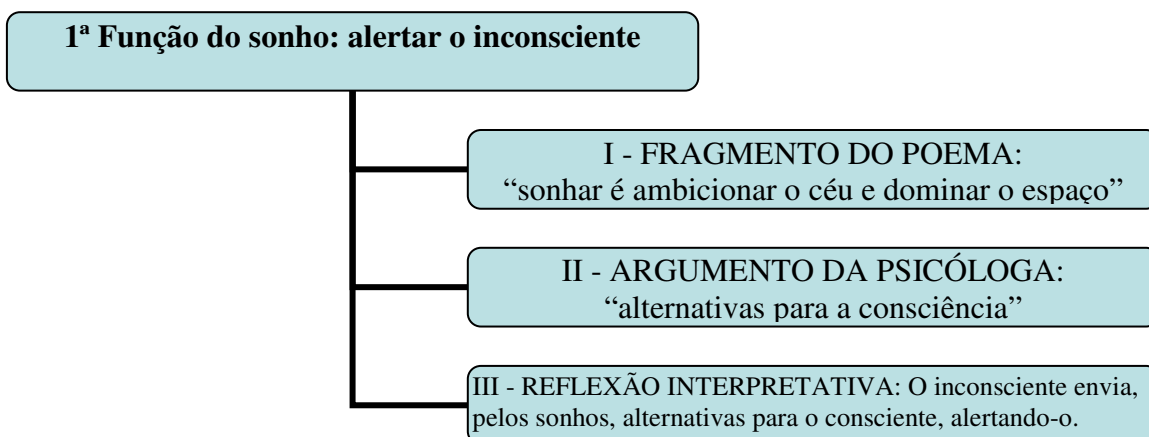 1ª Função do sonho: alertar o inconsciente
I - FRAGMENTO DO POEMA:
“sonhar é ambicionar o céu e dominar o espaço”
II - ARGUMENTO DA PSICÓLOGA:
“alternativas para a consciência”
III - REFLEXÃO INTERPRETATIVA: O inconsciente envia,
pelos sonhos, alternativas para o consciente, alertando-o.